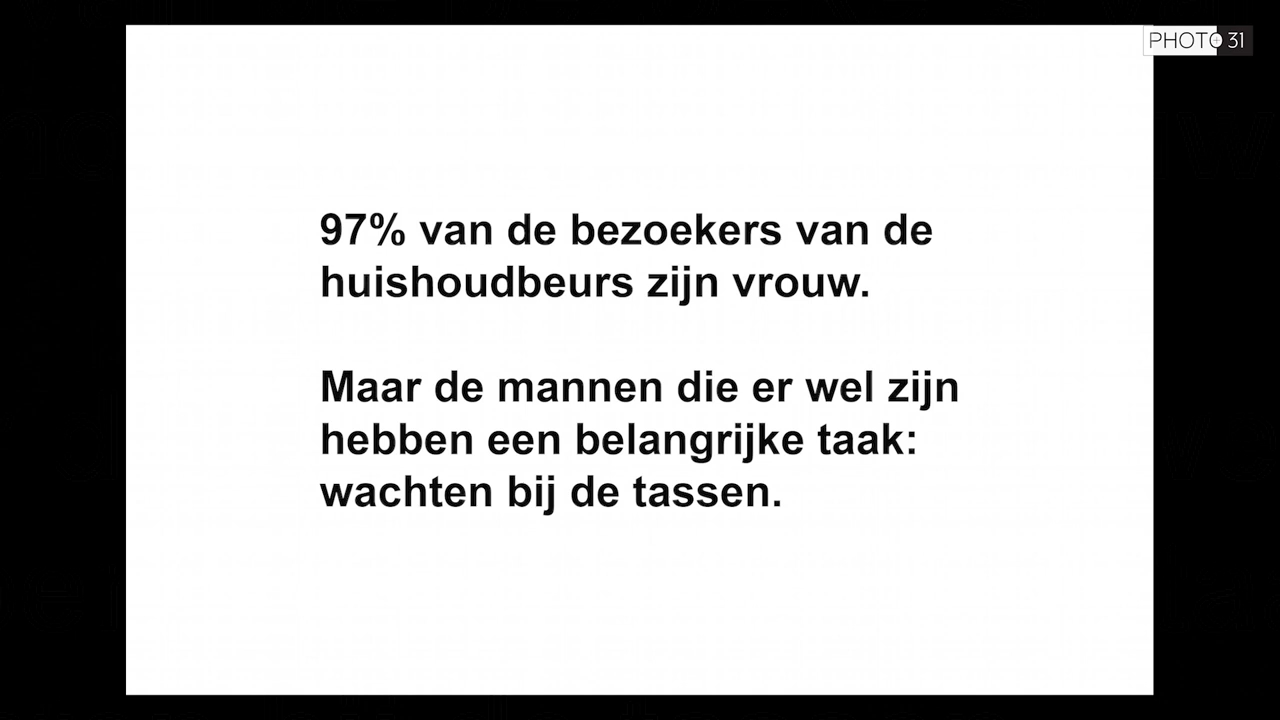 PHOTO 31
97% van de bezoekers van de
huishoudbeurs zijn vrouw.
Maar de mannen die er wel zijn
hebben een belangrijke taak:
wachten bij de tassen.